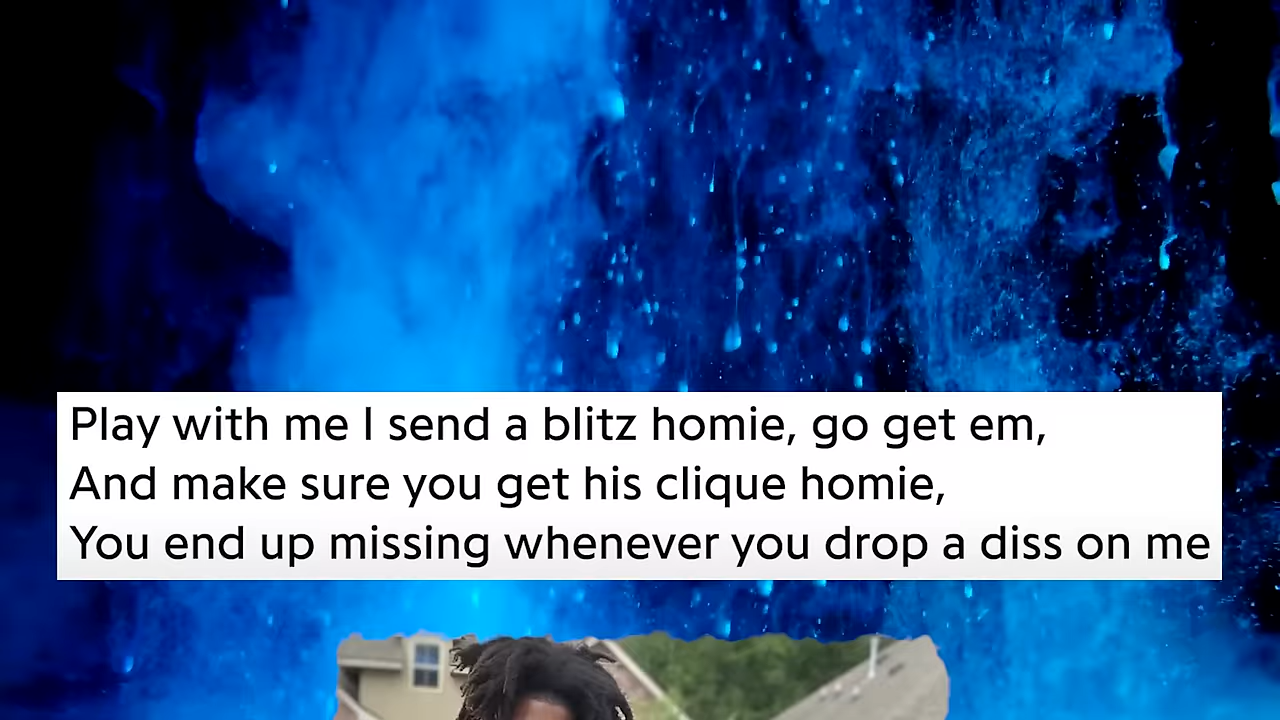 Play with me I send a blitz homie, go get em,
And make sure you get his clique homie,
You end up missing whenever you drop a diss on me